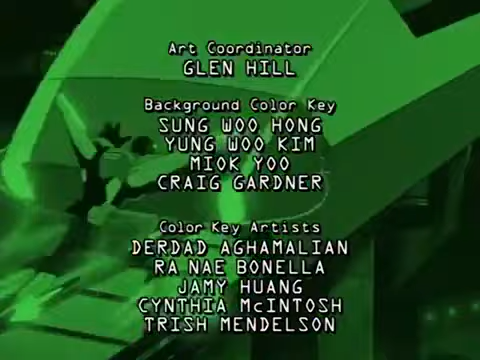 Art Coordinator
GLEN HILL
Background Color Key
SUNG WOO HONG
YUNG WOO KIM
MIOK YOO
CRAIG GARDNER
Color Key Artists
DERDAD AGHAMALIAN
RA NAE BONELLA
JAMY HUANG
CYNTHIA McINTOSH
TRISH MENDELSON